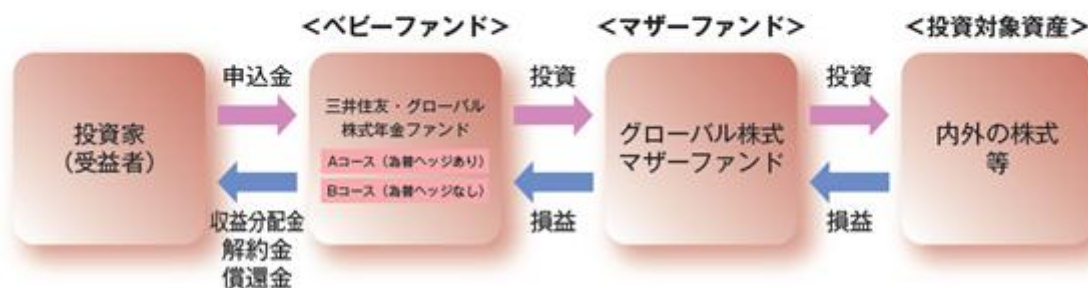 <ベビーファンド>
<マザーファンド>
<投資対象資産>
投資家
(受益者)
申込金
収益分配金
解約金
償還金
三井住友・グローバル
株式年金ファンド
Aコース(為替ヘッジあり)
Bコース(為替ヘッジなし)
投資
損益
グローバル株式
マザーファンド
投資
損益
内外の株式
等